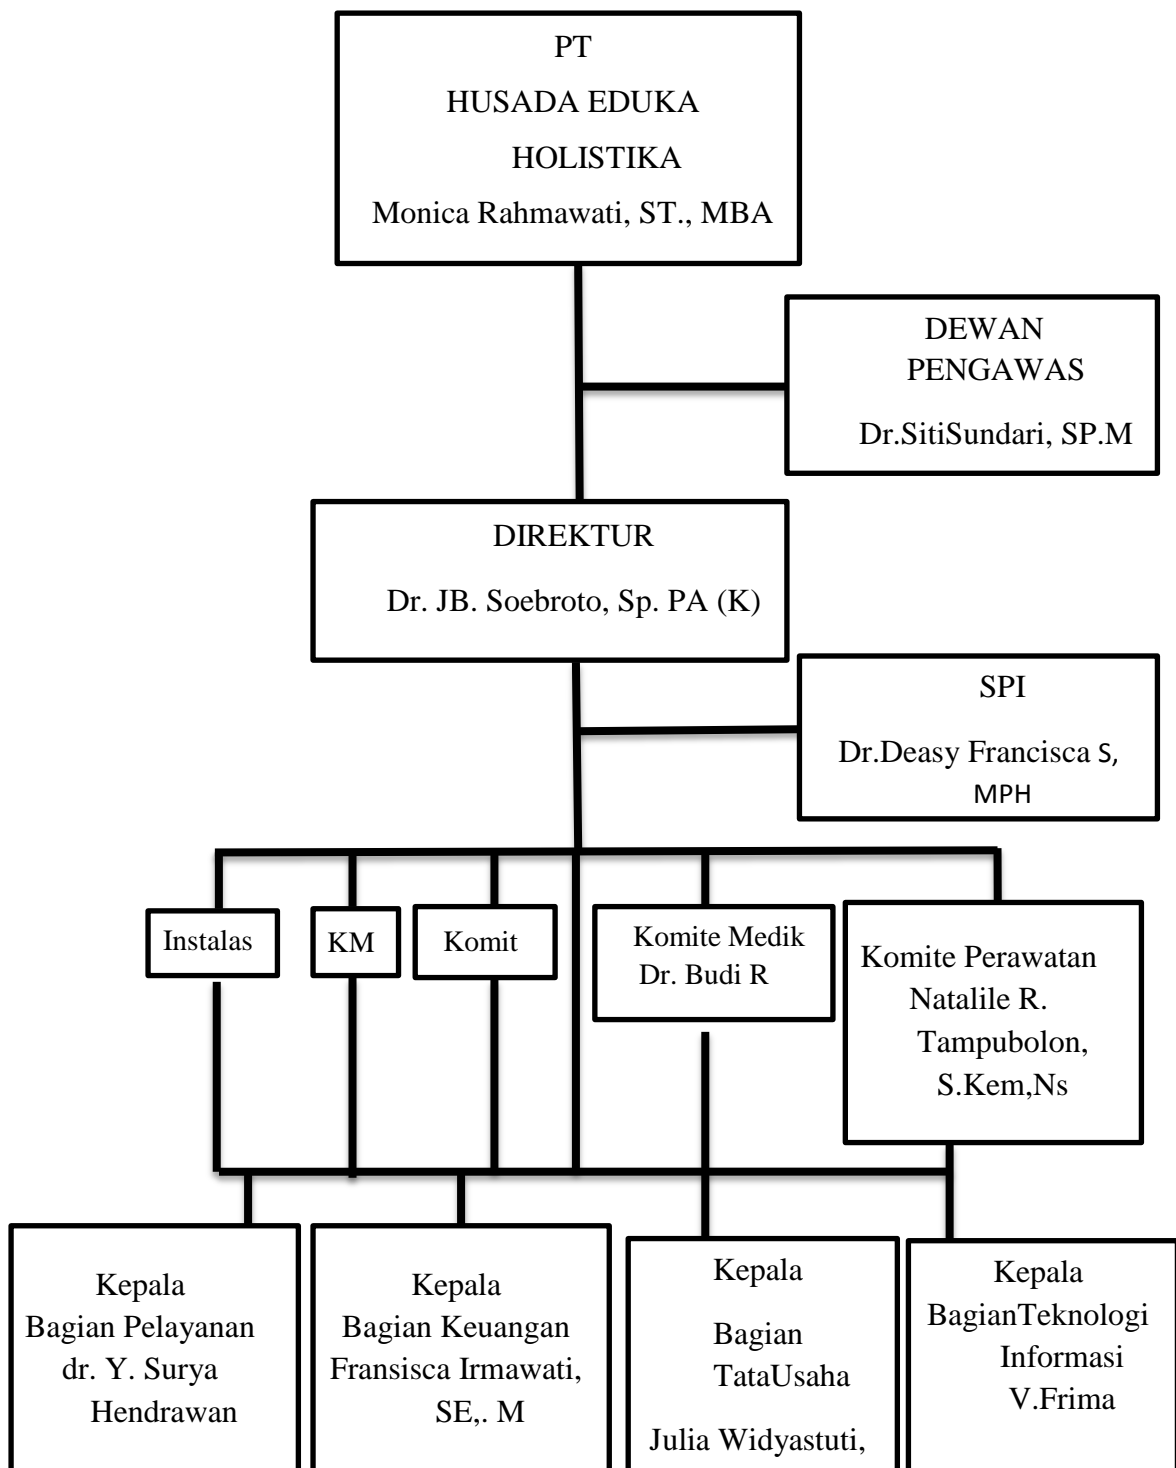 PT
HUSADA EDUKA
HOLISTIKA
Monica Rahmawati, ST., MBA
DEWAN
PENGAWAS
Dr.SitiSundari, SP.M
DIREKTUR
Dr. JB. Soebroto, Sp. PA (K)
SPI
Dr.Deasy Francisca S,
MPH
Instalas
KM
Komit
Komite Medik
Dr. Budi R
Komite Perawatan
Natalile R.
Tampubolon,
S.Kem,Ns
Kepala
Bagian Pelayanan
dr. Y. Surya
Hendrawan
Kepala
Bagian Keuangan
Fransisca Irmawati,
SE,. M
Kepala
Bagian
TataUsaha
Julia Widyastuti,
Kepala
BagianTeknologi
Informasi
V.Frima